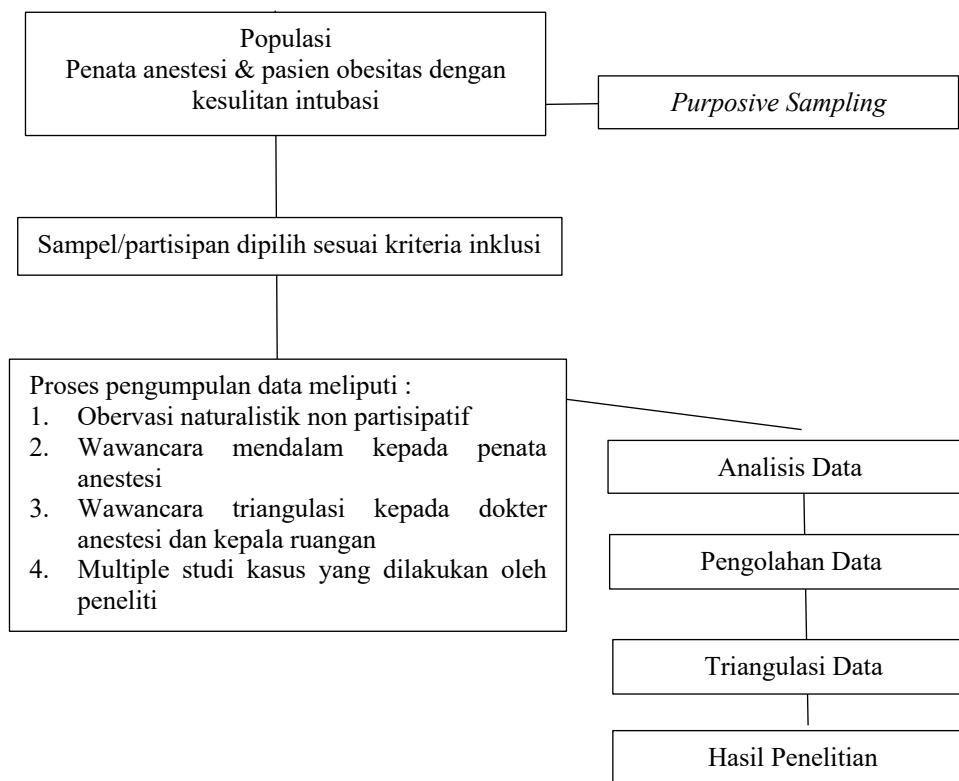 Populasi
Penata anestesi & pasien obesitas dengan
kesulitan intubasi
Purposive Sampling
Sampel/partisipan dipilih sesuai kriteria inklusi
Proses pengumpulan data meliputi :
1. Obervasi naturalistik non partisipatif
2. Wawancara mendalam kepada penata
anestesi
3. Wawancara triangulasi kepada dokter
anestesi dan kepala ruangan
4. Multiple studi kasus yang dilakukan oleh
peneliti
Analisis Data
Pengolahan Data
Triangulasi Data
Hasil Penelitian